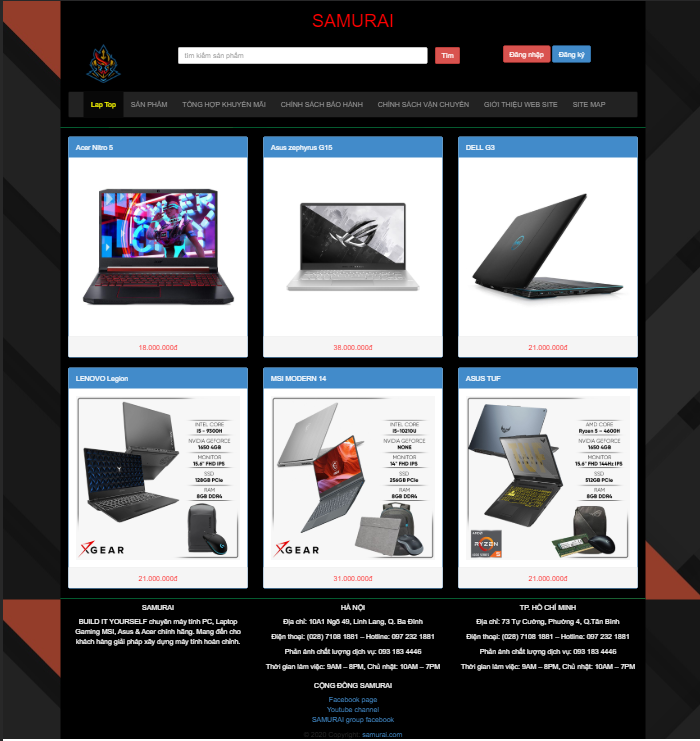 SAMURAI
tìm kiếm sản phẩm
Tìm
Đăng nhập
Đăng ký
Lap Top
SẢN PHẨM
TỔNG HỢP KHUYẾN MÃI
CHÍNH SÁCH BẢO HÀNH
CHÍNH SÁCH VẬN CHUYỂN
GIỚI THIỆU WEB SITE
SITE MAP
Acer Nitro 5
Asus zephyrus G15
DELL G3
18.000.000đ
38.000.000đ
21.000.000đ
LENOVO Legion
MSI MODERN 14
ASUS TUF
INTEL CORE
I5 - 9300H
NVIDIA GEFORCE
1650 4GB
MONITOR
15.6" FHD IPS
SSD
128GB PCIe
RAM
8GB DDR4
XGEAR
INTEL CORE
I5-10210U
NVIDIA GEFORCE
NONE
MONITOR
14" FHD IPS
SSD
256GB PCIe
RAM
8GB DDR4
XGEAR
AMD CORE
Ryzen 5 - 4600H
NVIDIA GEFORCE
1650 4GB
MONITOR
15.6" FHD 144Hz IPS
SSD
512GB PCIe
RAM
8GB DDR4
RYZEN
5
21.000.000đ
31.000.000đ
21.000.000đ
SAMURAI
BUILD IT YOURSELF chuyên máy tính PC, Laptop
Gaming MSI, Asus & Acer chính hãng. Mang đến cho
khách hàng giải pháp xây dựng máy tính hoàn chỉnh.
HÀ NỘI
Địa chỉ: 10A1 Ngõ 49, Linh Lang, Q. Ba Đình
Điện thoại: (028) 7108 1881 – Hotline: 097 232 1881
Phản ánh chất lượng dịch vụ: 093 183 4446
Thời gian làm việc: 9AM – 8PM, Chủ nhật: 10AM – 7PM
TP. HỒ CHÍ MINH
Địa chỉ: 73 Tự Cường, Phường 4, Q.Tân Bình
Điện thoại: (028) 7108 1881 – Hotline: 097 232 1881
Phản ánh chất lượng dịch vụ: 093 183 4446
Thời gian làm việc: 9AM – 8PM, Chủ nhật: 10AM – 7PM
CỘNG ĐỒNG SAMURAI
Facebook page
Youtube channel
SAMURAI group facebook
© 2020 Copyright: samurai.com